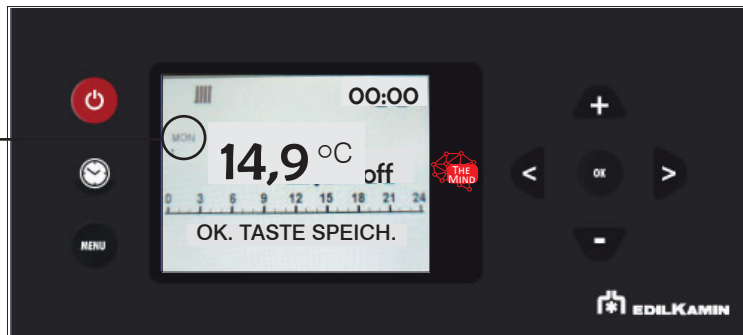 00:00
MON
14,9 °C
off
0 3 6 9 12 15 18 21 24
OK. TASTE SPEICH.
MENU
THE
MIND
+
< OK >
-
EDILKAMIN